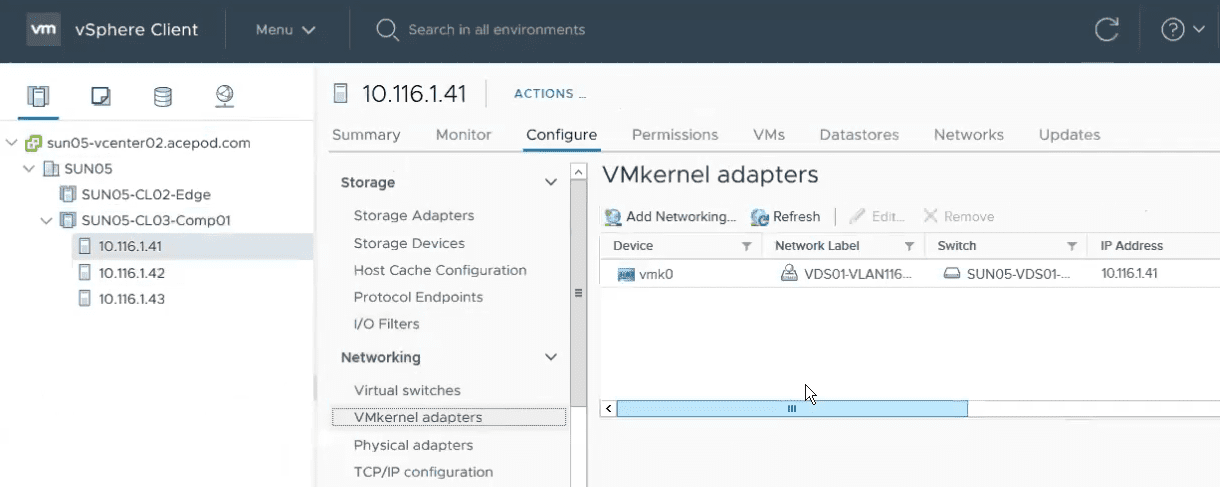 vm vSphere Client Menu Search in all environments
10.116.1.41 ACTIONS ...
Summary Monitor Configure Permissions VMs Datastores Networks Updates
sun05-vcenter02.acepod.com
SUN05
SUN05-CL02-Edge
SUN05-CL03-Comp01
10.116.1.41
10.116.1.42
10.116.1.43
Storage
Storage Adapters
Storage Devices
Host Cache Configuration
Protocol Endpoints
I/O Filters
Networking
Virtual switches
VMkernel adapters
Physical adapters
TCP/IP configuration
VMkernel adapters
Add Networking... Refresh Edit... Remove
Device Network Label Switch IP Address
vmk0 VDS01-VLAN116... SUN05-VDS01-... 10.116.1.41